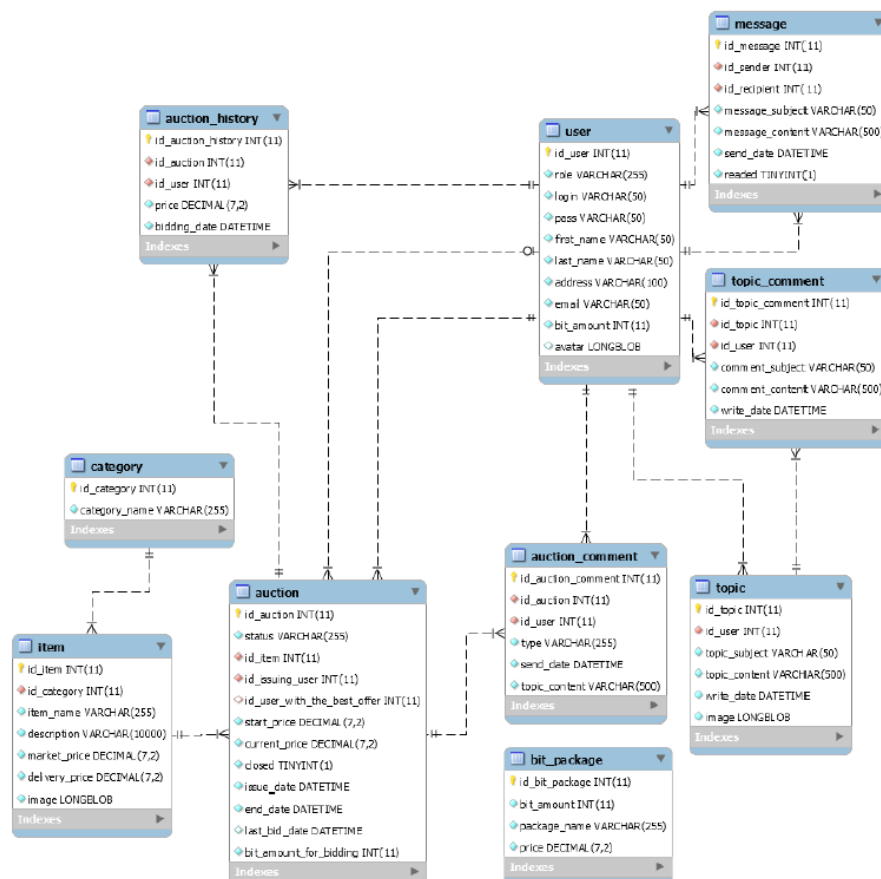 message
id_message INT(11)
id_sender INT(11)
id_recipient INT(11)
message_subject VARCHAR(50)
message_content VARCHAR(500)
send_date DATETIME
readed TINYINT(1)
Indexes
auction_history
id_auction_history INT(11)
id_auction INT(11)
id_user INT(11)
price DECIMAL(7,2)
bidding_date DATETIME
Indexes
user
id_user INT(11)
role VARCHAR(255)
login VARCHAR(50)
pass VARCHAR(50)
first_name VARCHAR(50)
last_name VARCHAR(50)
address VARCHAR(100)
email VARCHAR(50)
bit_amount INT(11)
avatar LONGBLOB
Indexes
topic_comment
id_topic_comment INT(11)
id_topic INT(11)
id_user INT(11)
comment_subject VARCHAR(50)
comment_content VARCHAR(500)
write_date DATETIME
Indexes
category
id_category INT(11)
category_name VARCHAR(255)
Indexes
auction_comment
id_auction_comment INT(11)
id_auction INT(11)
id_user INT(11)
type VARCHAR(255)
send_date DATETIME
topic_content VARCHAR(500)
Indexes
topic
id_topic INT(11)
id_user INT(11)
topic_subject VARCHAR(50)
topic_content VARCHAR(500)
write_date DATETIME
image LONGBLOB
Indexes
auction
id_auction INT(11)
status VARCHAR(255)
id_item INT(11)
id_issuing_user INT(11)
id_user_with_the_best_offer INT(11)
start_price DECIMAL(7,2)
current_price DECIMAL(7,2)
closed TINYINT(1)
issue_date DATETIME
end_date DATETIME
last_bid_date DATETIME
bit_amount_for_bidding INT(11)
Indexes
item
id_item INT(11)
id_category INT(11)
item_name VARCHAR(255)
description VARCHAR(10000)
market_price DECIMAL(7,2)
delivery_price DECIMAL(7,2)
image LONGBLOB
Indexes
bit_package
id_bit_package INT(11)
bit_amount INT(11)
package_name VARCHAR(255)
price DECIMAL(7,2)
Indexes